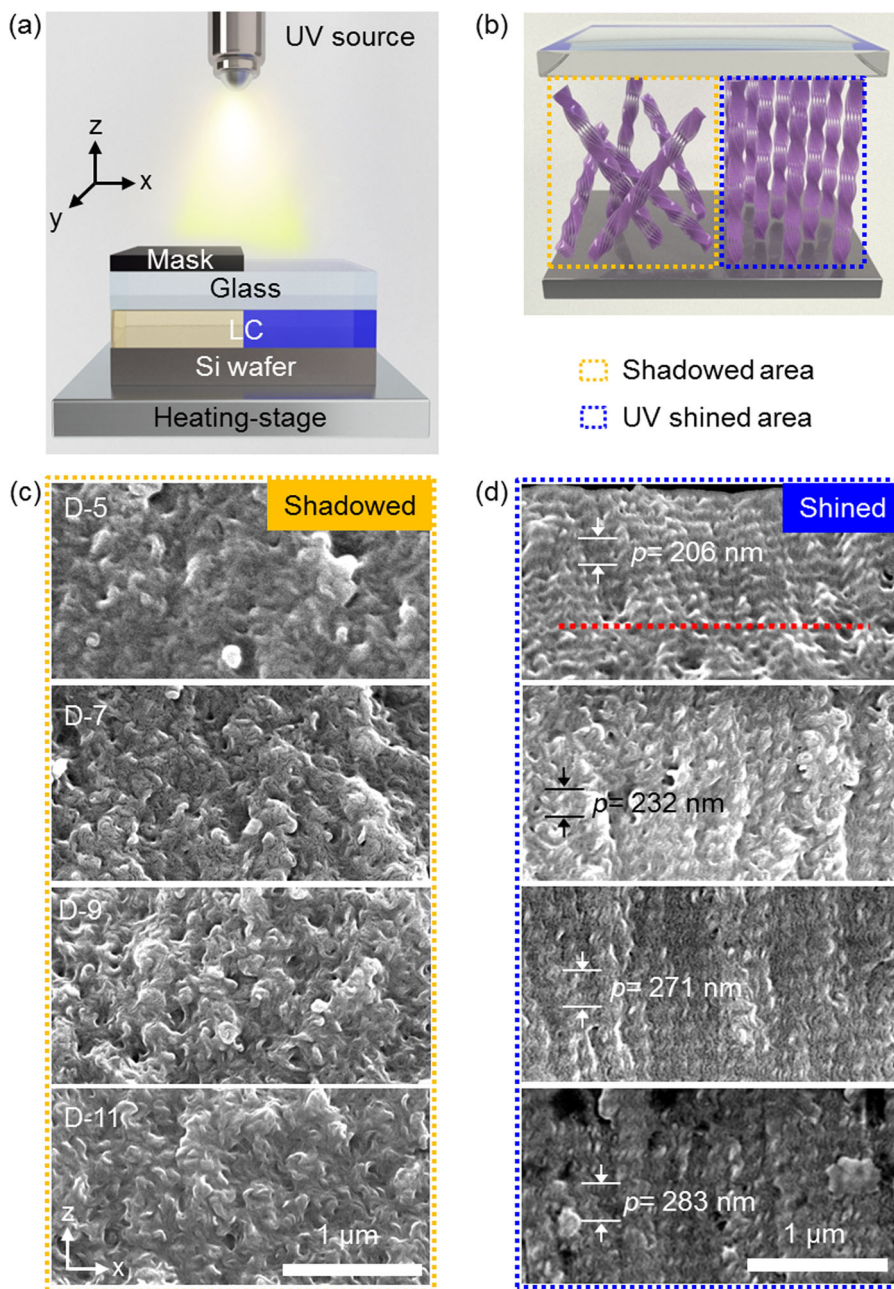 (a)
UV source
z
x
y
Mask
Glass
LC
Si wafer
Heating-stage
(b)
Shadowed area
UV shined area
(c)
Shadowed
D-5
D-7
D-9
D-11
z
x
1 μm
(d)
Shined
p= 206 nm
p= 232 nm
p= 271 nm
p= 283 nm
1 μm